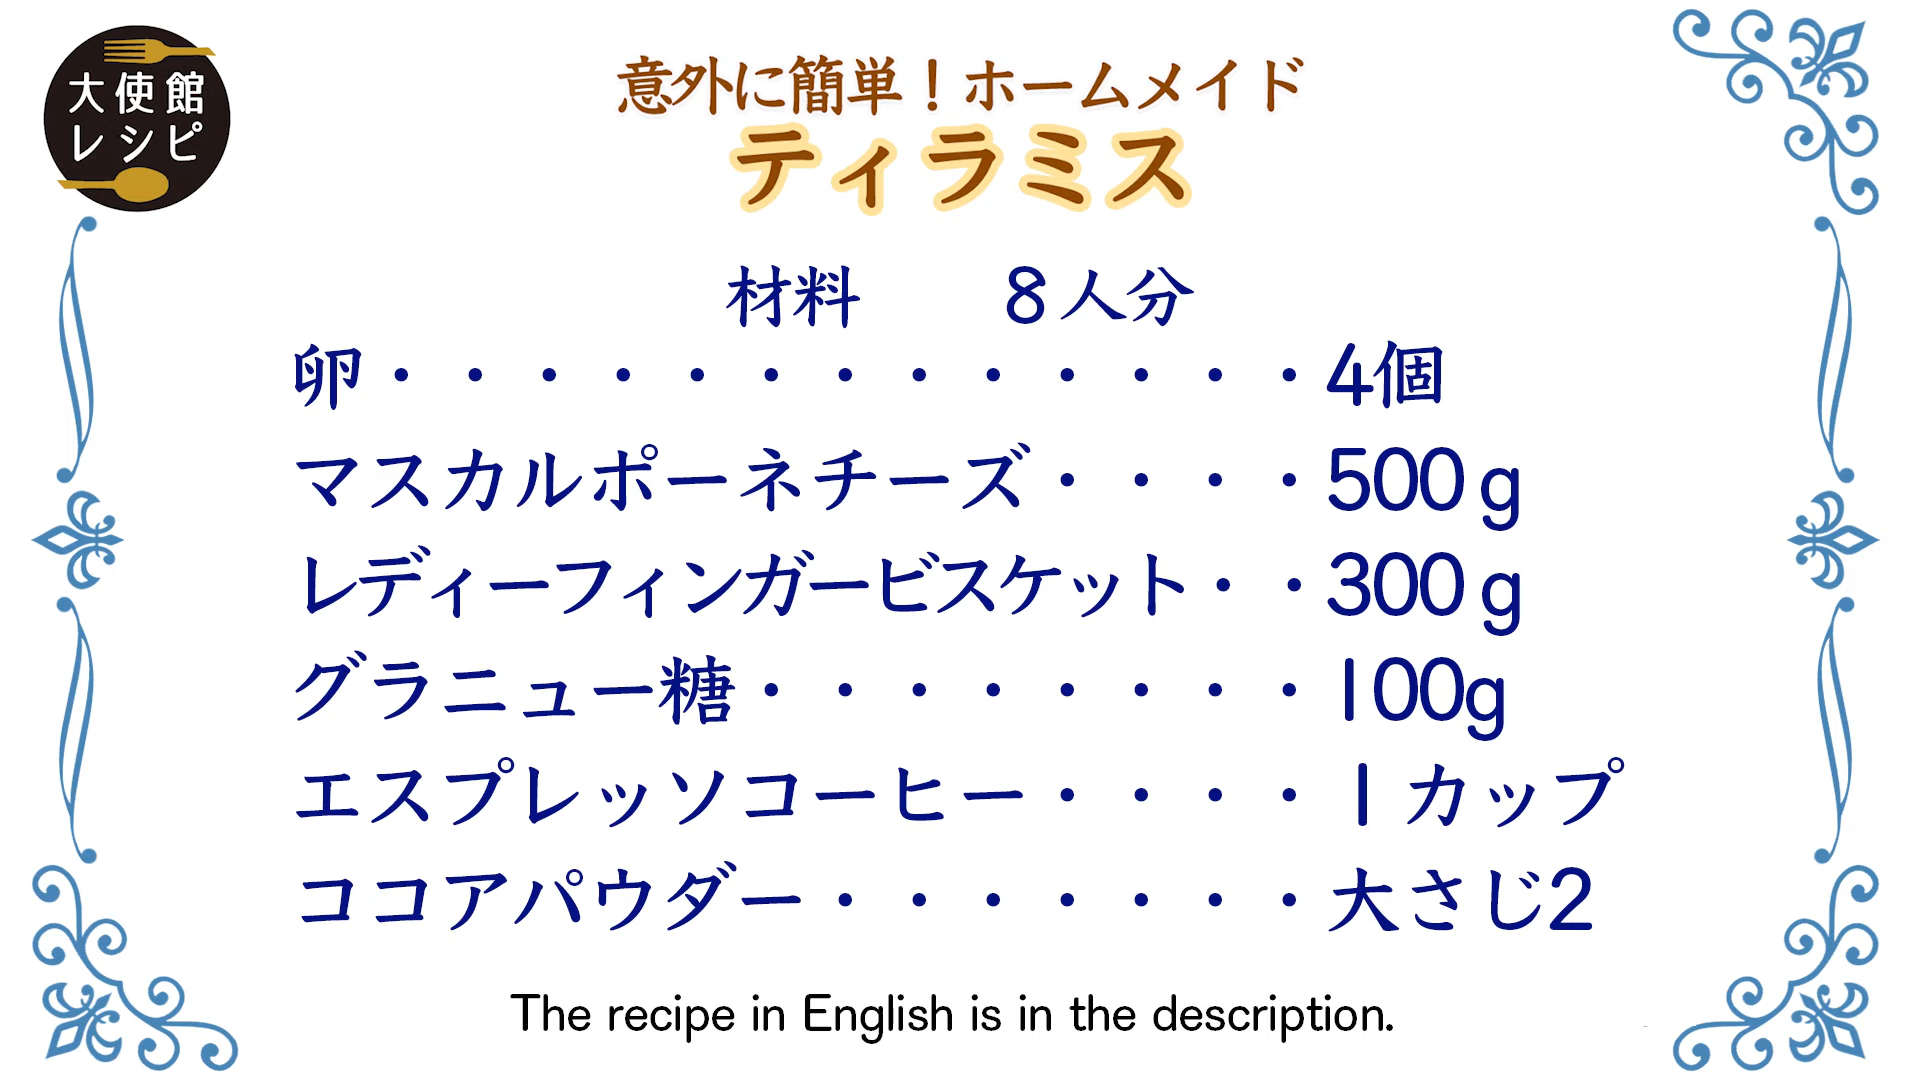 大使館
レシピ
意外に簡単！ホームメイド
ティラミス
材料　　８人分
卵・・・・・・・・・・・・・4個
マスカルポーネチーズ・・・・500ｇ
レディーフィンガービスケット・・300ｇ
グラニュー糖・・・・・・・・100g
エスプレッソコーヒー・・・・1カップ
ココアパウダー・・・・・・・大さじ2
The recipe in English is in the description.